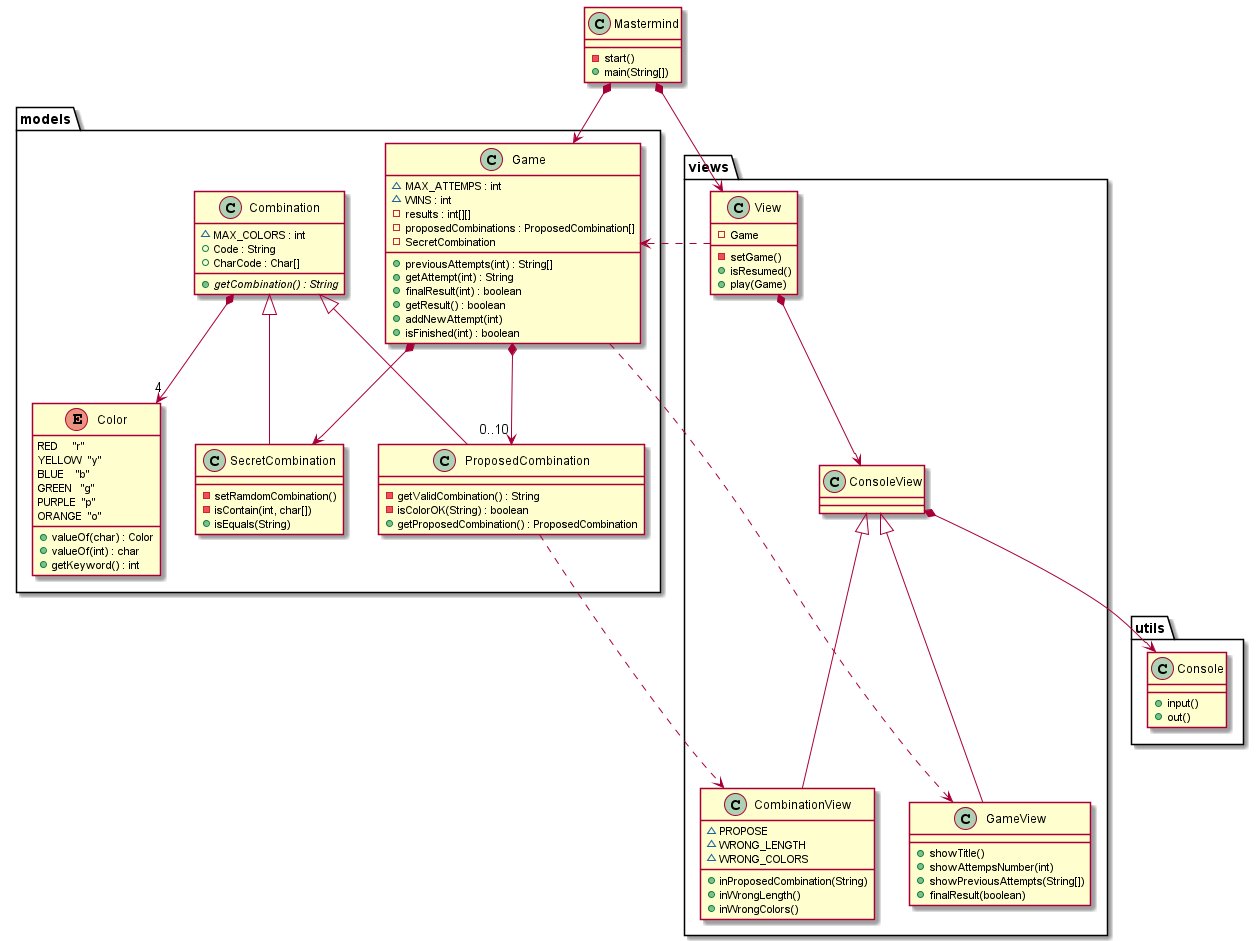 C Mastermind
start()
main(String[])
models
C Game
MAX_ATTEMPS : int
WINS : int
results : int[][]
proposedCombinations : ProposedCombination[]
SecretCombination
previousAttempts(int) : String[]
getAttempt(int) : String
finalResult(int) : boolean
getResult() : boolean
addNewAttempt(int)
isFinished(int) : boolean
C Combination
MAX_COLORS : int
Code : String
CharCode : Char[]
getCombination() : String
4
0..10
E Color
RED "r"
YELLOW "y"
BLUE "b"
GREEN "g"
PURPLE "p"
ORANGE "o"
valueOf(char) : Color
valueOf(int) : char
getKeyword() : int
C SecretCombination
setRamdomCombination()
isContain(int, char[])
isEquals(String)
C ProposedCombination
getValidCombination() : String
isColorOK(String) : boolean
getProposedCombination() : ProposedCombination
views
C View
Game
setGame()
isResumed()
play(Game)
C ConsoleView
utils
C Console
input()
out()
C CombinationView
PROPOSE
WRONG_LENGTH
WRONG_COLORS
inProposedCombination(String)
inWrongLength()
inWrongColors()
C GameView
showTitle()
showAttempsNumber(int)
showPreviousAttempts(String[])
finalResult(boolean)